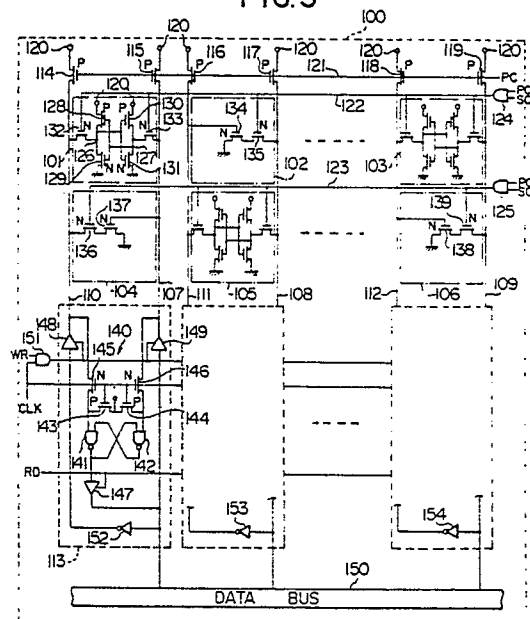 FIG.3
100
120 115 120 116 117 120 120 119 120
114 P P P P 121 118 P P PC
120 122 PC SC
128 P P 130 N 133 134 124
132 N N 126 127 135 102 103
101 129 N N 131 123 PC SC
137 139 125
N N N N
136 138
104 110 107 111 105 108 112 106 109
148 140 149
151 145
WR N N 146
P P
CLK 143 144
141 142
RD
147
152 153 154
113 150
DATA BUS